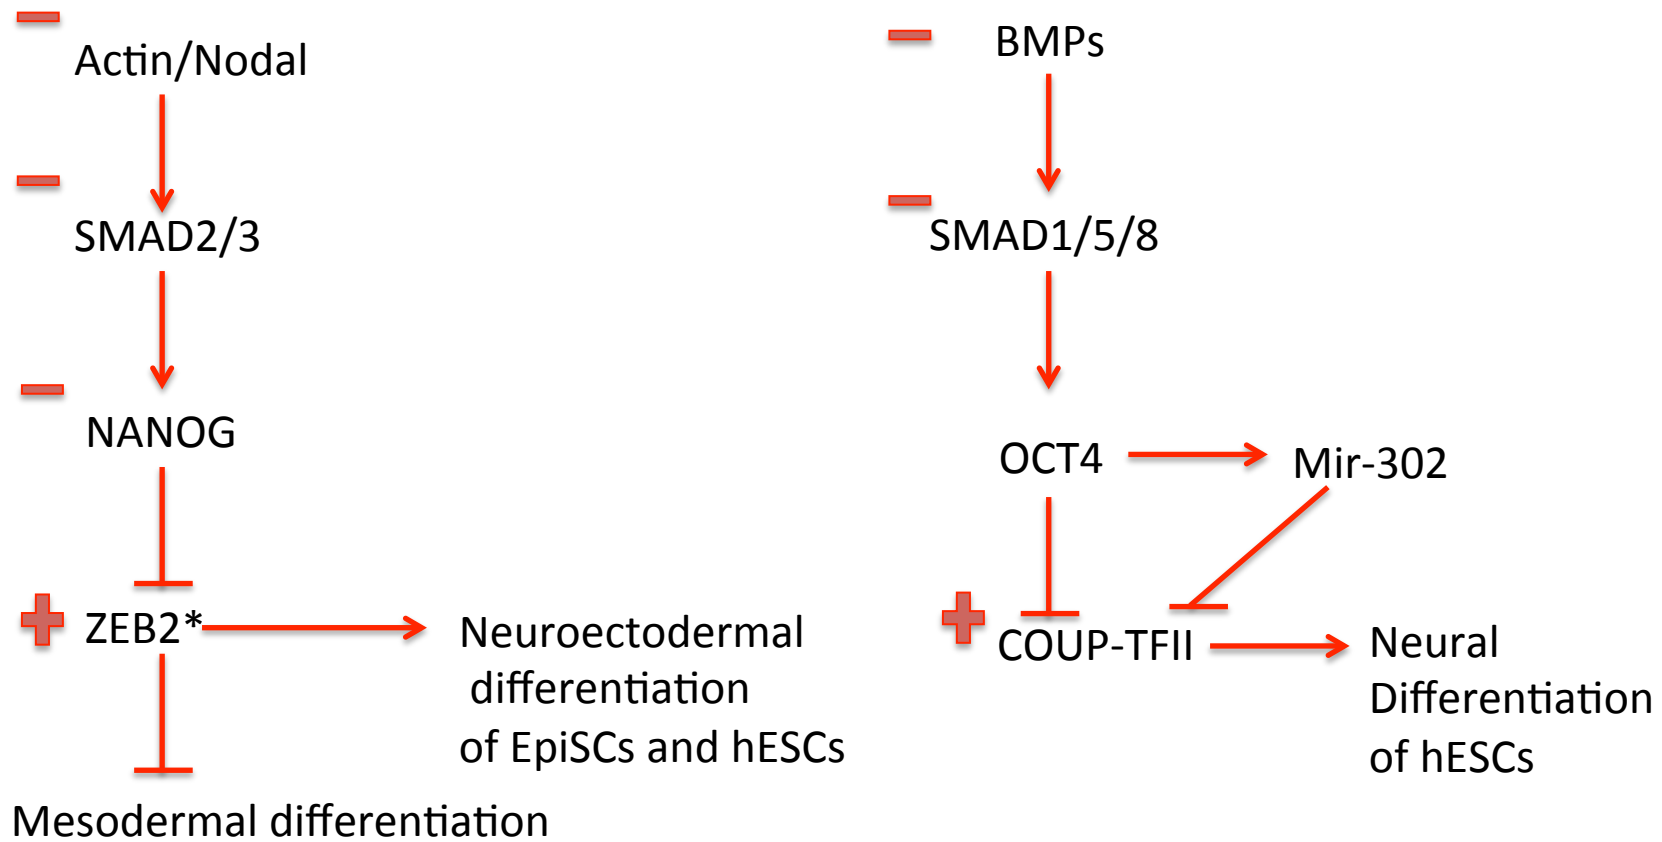 Actin/Nodal
SMAD2/3
NANOG
ZEB2*
Neuroectodermal
differentiation
of EpiSCs and hESCs
Mesodermal differentiation
BMPs
SMAD1/5/8
OCT4
Mir-302
COUP-TFII
Neural
Differentiation
of hESCs